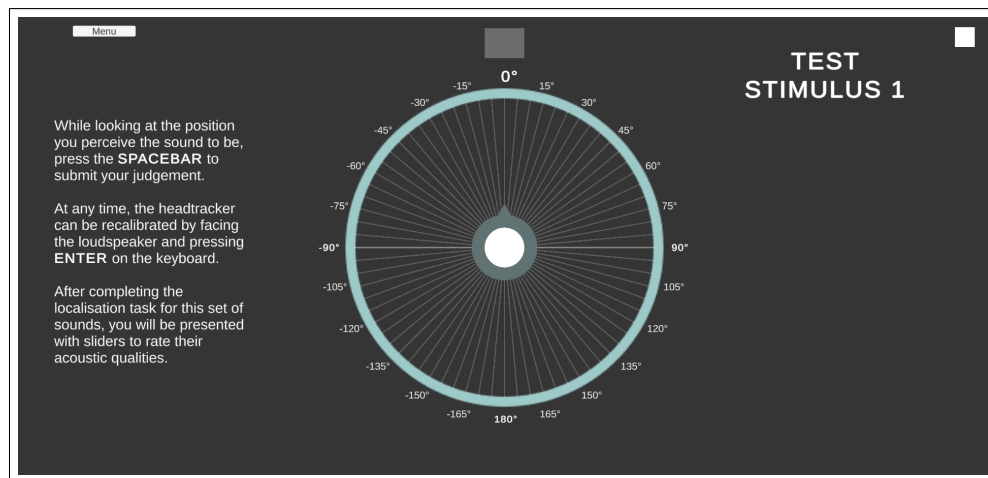 Menu
TEST
STIMULUS 1
While looking at the position
you perceive the sound to be,
press the SPACEBAR to
submit your judgement.
At any time, the headtracker
can be recalibrated by facing
the loudspeaker and pressing
ENTER on the keyboard.
After completing the
localisation task for this set of
sounds, you will be presented
with sliders to rate their
acoustic qualities.
0°
-15°
15°
-30°
30°
-45°
45°
-60°
60°
-75°
75°
-90°
90°
-105°
105°
-120°
120°
-135°
135°
-150°
150°
-165°
165°
180°